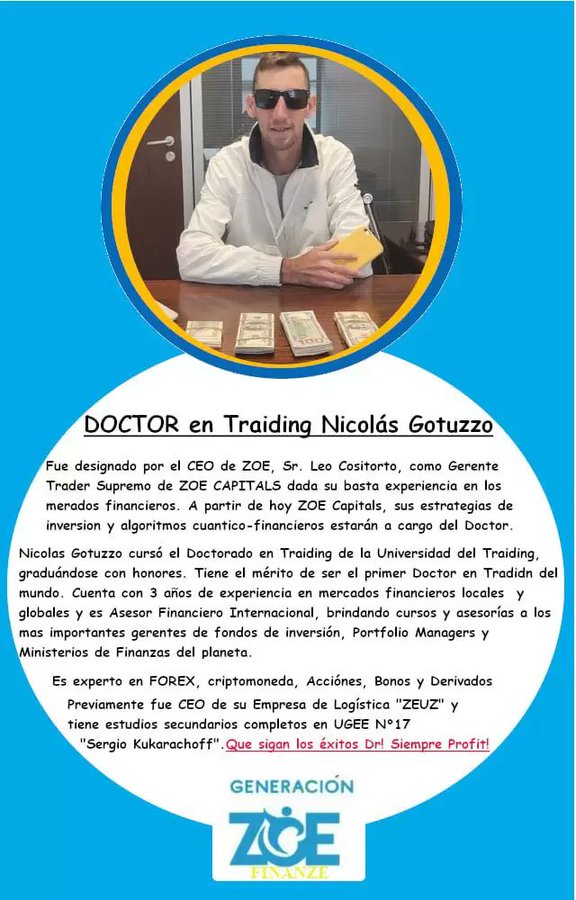 DOCTOR en Traiding Nicolás Gotuzzo
Fue designado por el CEO de ZOE, Sr. Leo Cositorto, como Gerente
Trader Supremo de ZOE CAPITALS dada su basta experiencia en los
merados financieros. A partir de hoy ZOE Capitals, sus estrategias de
inversion y algoritmos cuantico-financieros estarán a cargo del Doctor.
Nicolas Gotuzzo cursó el Doctorado en Traiding de la Universidad del Traiding,
graduándose con honores. Tiene el mérito de ser el primer Doctor en Tradidn del
mundo. Cuenta con 3 años de experiencia en mercados financieros locales y
globales y es Asesor Financiero Internacional, brindando cursos y asesorías a los
mas importantes gerentes de fondos de inversión, Portfolio Managers y
Ministerios de Finanzas del planeta.
Es experto en FOREX, criptomoneda, Acciónes, Bonos y Derivados
Previamente fue CEO de su Empresa de Logística "ZEUZ" y
tiene estudios secundarios completos en UGEE N°17
"Sergio Kukarachoff".Que sigan los éxitos Dr! Siempre Profit!
GENERACIÓN
ZOE
FINANZE